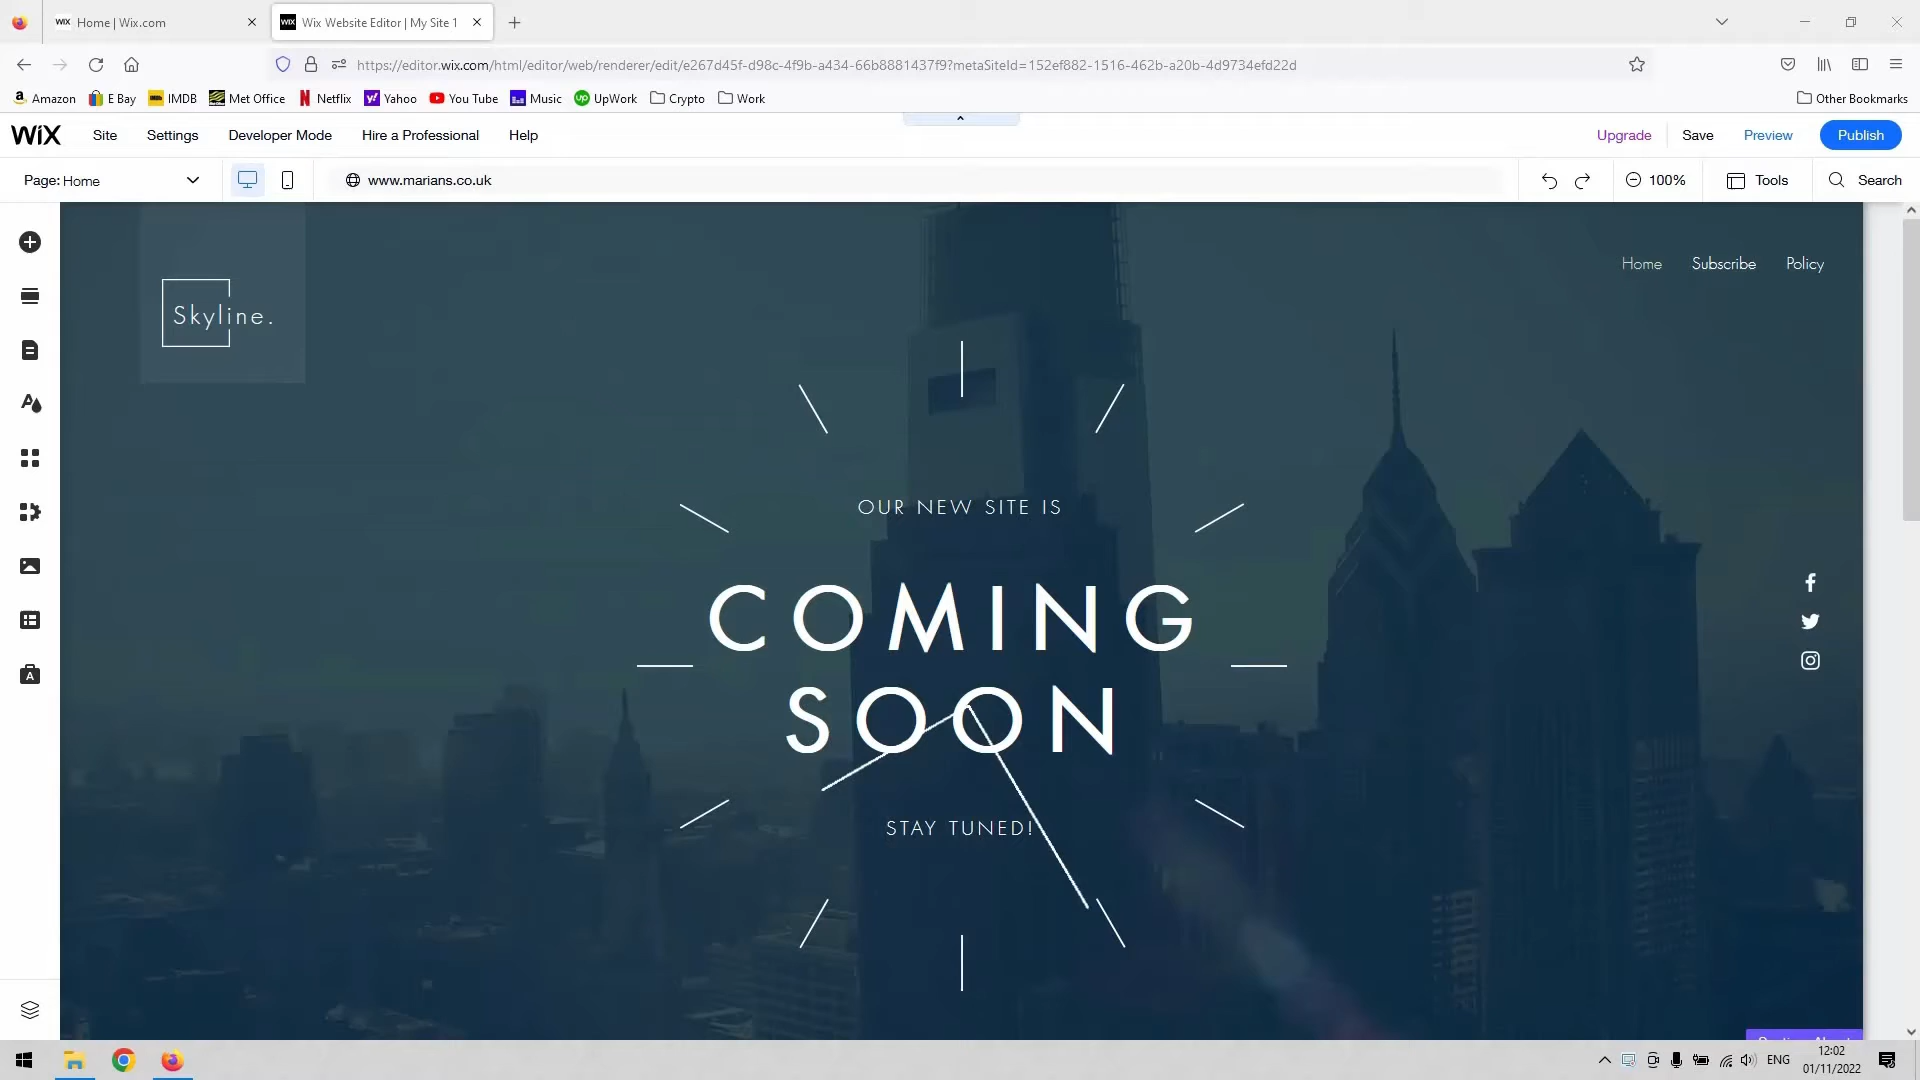 WiX Home | Wix.com
WiX Wix Website Editor | My Site 1
https://editor.wix.com/html/editor/web/renderer/edit/e267d45f-d98c-4f9b-a434-66b8881437f9?metaSiteId=152ef882-1516-462b-a20b-4d9734efd22d
Amazon E Bay IMDB Met Office Netflix Yahoo You Tube Music UpWork Crypto Work Other Bookmarks
WiX Site Settings Developer Mode Hire a Professional Help Upgrade Save Preview Publish
Page: Home www.marians.co.uk 100% Tools Search
Home Subscribe Policy
Skyline.
OUR NEW SITE IS
COMING
SOON
STAY TUNED!
ENG 12:02
01/11/2022